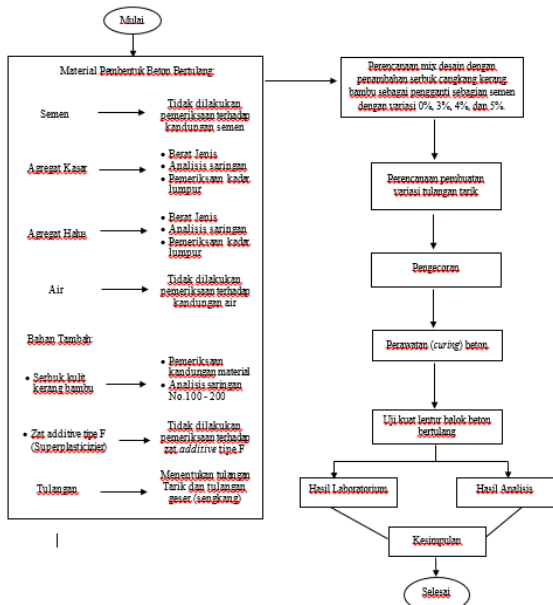 Mulai
Material Pembentuk Beton Bertulang:
Semen
Tidak dilakukan
pemeriksaan terhadap
kandungan semen
Agregat Kasar
• Berat Jenis
• Analisis saringan
• Pemeriksaan kadar
lumpur
Agregat Halus
• Berat Jenis
• Analisis saringan
• Pemeriksaan kadar
lumpur
Air
Tidak dilakukan
pemeriksaan terhadap
kandungan air
Bahan Tambah:
• Serbuk kulit
kerang bambu
• Pemeriksaan
kandungan material
• Analisis saringan
No.100 - 200
• Zat additive tipe F
(Superplasticizier)
Tidak dilakukan
pemeriksaan terhadap
zat additive tipe F
Tulangan
Menentukan tulangan
Tarik dan tulangan
geser (sengkang)
Perencanaan mix desain dengan
penambahan serbuk cangkang kerang
bambu sebagai pengganti sebagian semen
dengan variasi 0%, 3%, 4%, dan 5%.
Perencanaan pembuatan
variasi tulangan tarik
Pengecoran
Perawatan (curing) beton
Uji kuat lentur balok beton
bertulang
Hasil Laboratorium
Hasil Analisis
Kesimpulan
Selesai